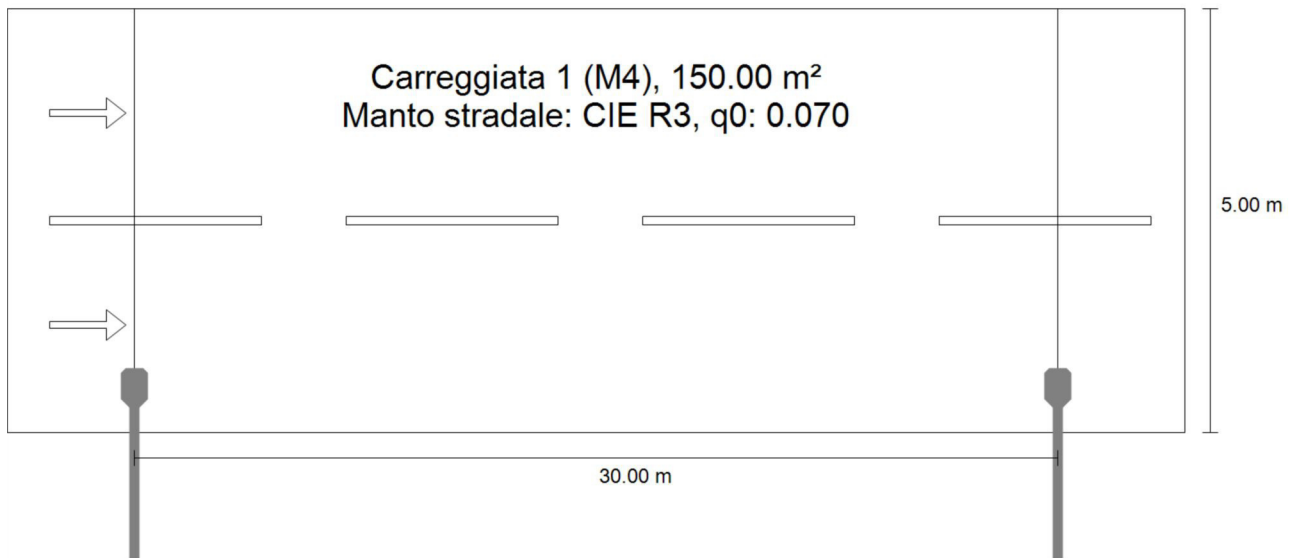 Carreggiata 1 (M4), 150.00 m²
Manto stradale: CIE R3, q0: 0.070
5.00 m
30.00 m